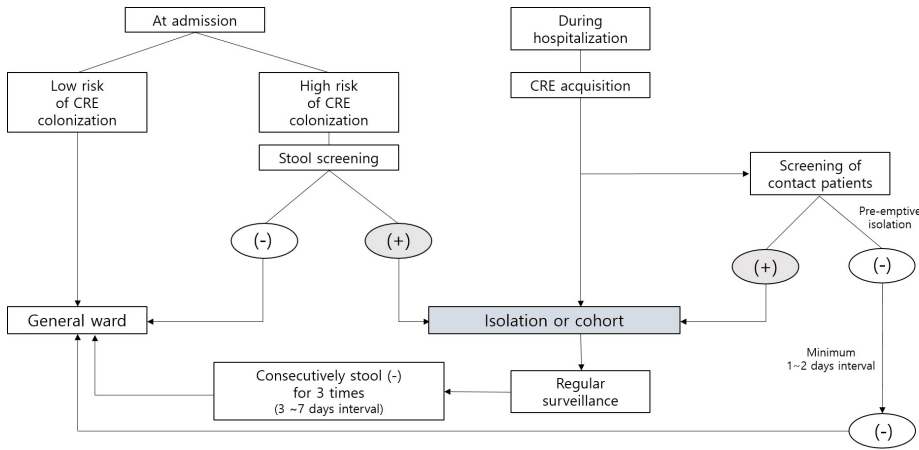 At admission
Low risk
of CRE
colonization
High risk
of CRE
colonization
Stool screening
(-)
(+)
During
hospitalization
CRE acquisition
Screening of
contact patients
Pre-emptive
isolation
(+)
(-)
General ward
Isolation or cohort
Minimum
1~2 days interval
Consecutively stool (-)
for 3 times
(3 ~7 days interval)
Regular
surveillance
(-)